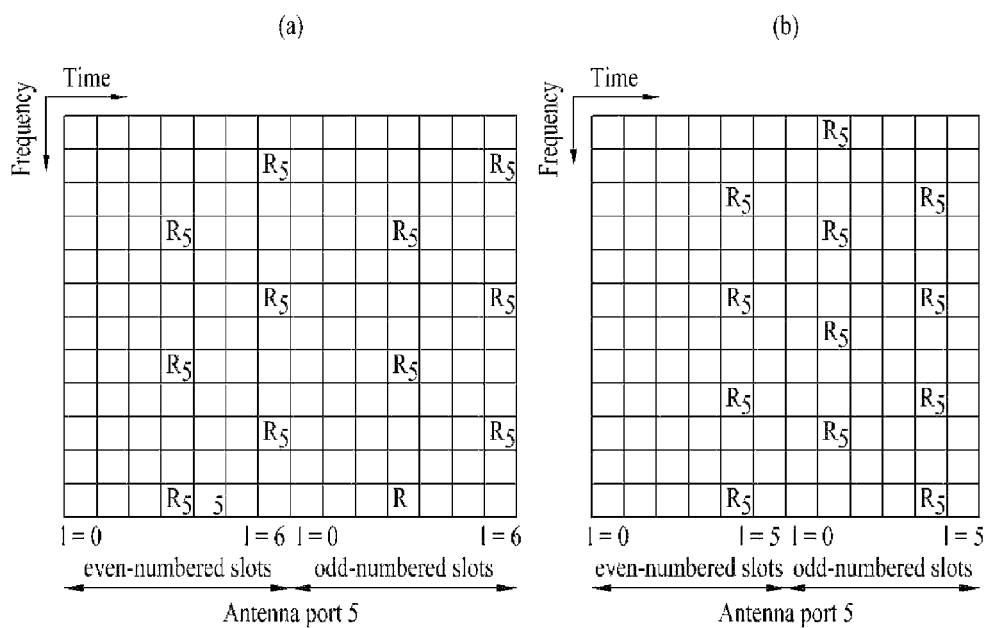 (a) (b)
Time Time
Frequency Frequency
R5
R5 R5
R5 R5
R5 R5 R5
R5 R5 R5 R5
R5
R5 R5
R5 R5
R5 R5 R5
R5 5 R R5 R5
l = 0 l = 6 l = 0 l = 6 l = 0 l = 5 l = 0 l = 5
even-numbered slots odd-numbered slots even-numbered slots odd-numbered slots
Antenna port 5 Antenna port 5